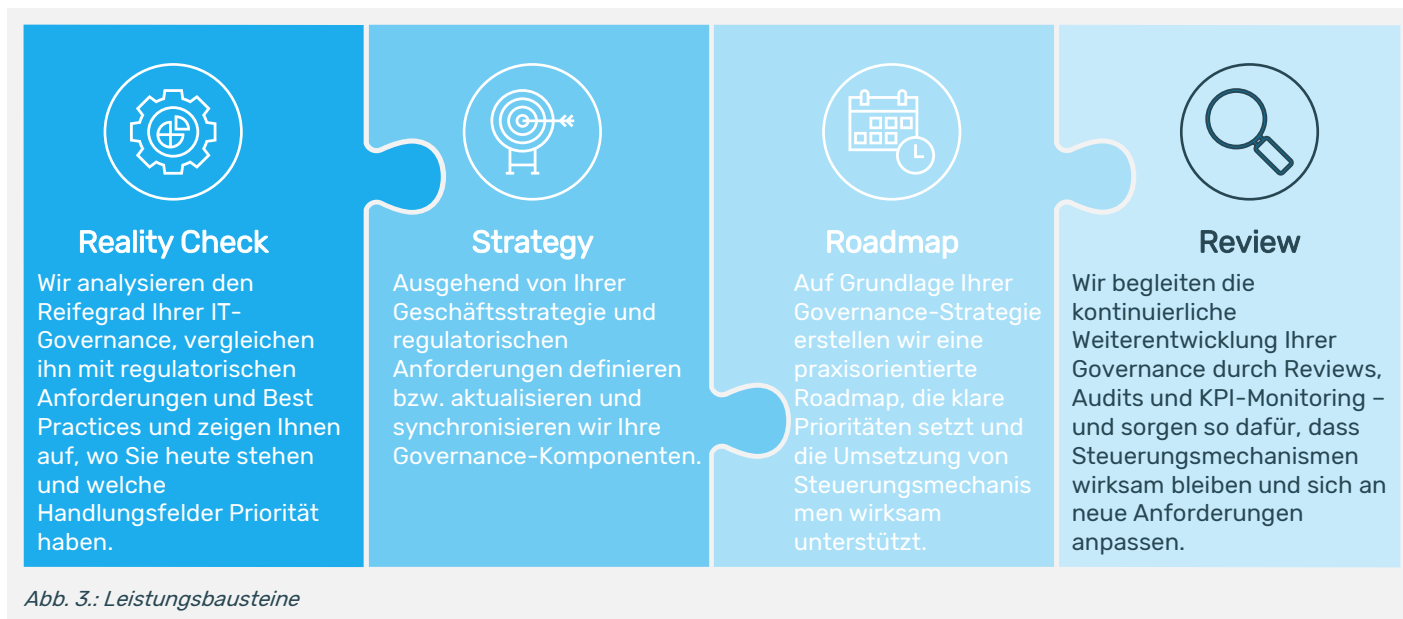 Reality Check
Wir analysieren den
Reifegrad Ihrer IT-
Governance, vergleichen
ihn mit regulatorischen
Anforderungen und Best
Practices und zeigen Ihnen
auf, wo Sie heute stehen
und welche
Handlungsfelder Priorität
haben.
Strategy
Ausgehend von Ihrer
Geschäftsstrategie und
regulatorischen
Anforderungen definieren
bzw. aktualisieren und
synchronisieren wir Ihre
Governance-Komponenten.
Roadmap
Auf Grundlage Ihrer
Governance-Strategie
erstellen wir eine
praxisorientierte
Roadmap, die klare
Prioritäten setzt und
die Umsetzung von
Steuerungsmechanis
men wirksam
unterstützt.
Review
Wir begleiten die
kontinuierliche
Weiterentwicklung Ihrer
Governance durch Reviews,
Audits und KPI-Monitoring –
und sorgen so dafür, dass
Steuerungsmechanismen
wirksam bleiben und sich an
neue Anforderungen
anpassen.
Abb. 3.: Leistungsbausteine